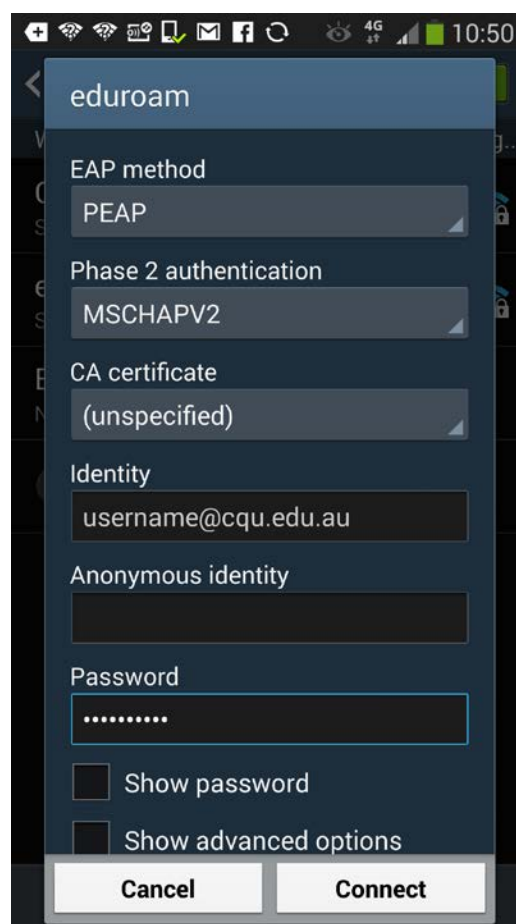 4G 10:50
eduroam
EAP method
PEAP
Phase 2 authentication
MSCHAPV2
CA certificate
(unspecified)
Identity
username@cqu.edu.au
Anonymous identity
Password
••••••••••
Show password
Show advanced options
Cancel Connect